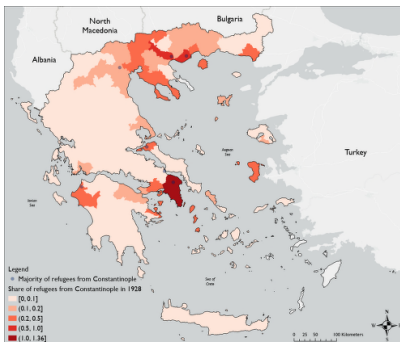 North
Macedonia
Bulgaria
Albania
Aegean
Sea
Turkey
Ionian
Sea
Sea of
Crete
Legend
Majority of refugees from Constantinople
Share of refugees from Constantinople in 1928
[0, 0.1]
(0.1, 0.2]
(0.2, 0.5]
(0.5, 1.0]
(1.0, 1.36]
N
W
E
S
0 25 50 100 Kilometers